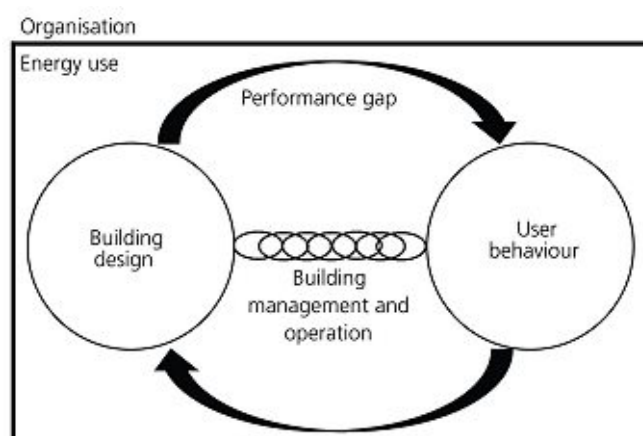 Organisation
Energy use
Performance gap
Building
design
User
behaviour
Building
management and
operation